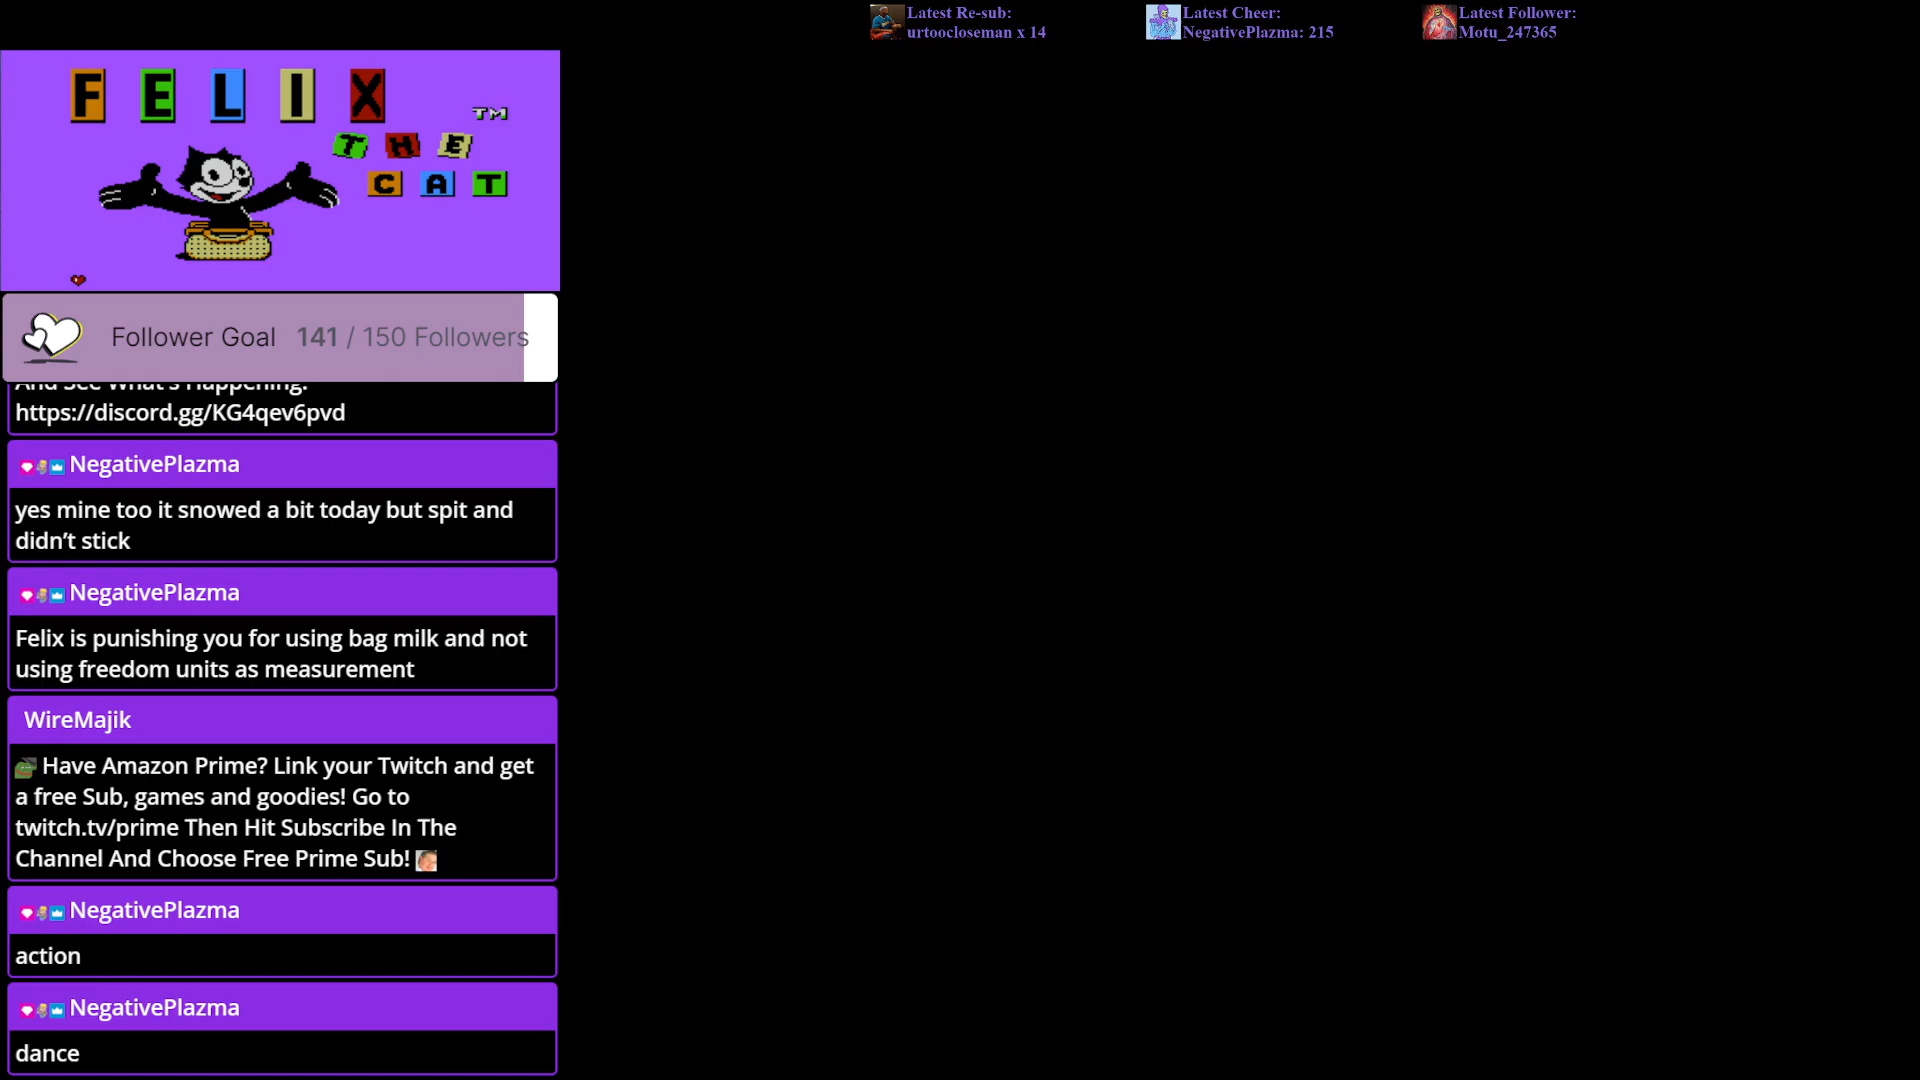 Latest Re-sub:
urtoocloseman x 14
Latest Cheer:
NegativePlazma: 215
Latest Follower:
Motu_247365
FELIX
TM
THE
CAT
Follower Goal 141 / 150 Followers
And See What's Happening:
https://discord.gg/KG4qev6pvd
NegativePlazma
yes mine too it snowed a bit today but spit and
didn’t stick
NegativePlazma
Felix is punishing you for using bag milk and not
using freedom units as measurement
WireMajik
Have Amazon Prime? Link your Twitch and get
a free Sub, games and goodies! Go to
twitch.tv/prime Then Hit Subscribe In The
Channel And Choose Free Prime Sub!
NegativePlazma
action
NegativePlazma
dance